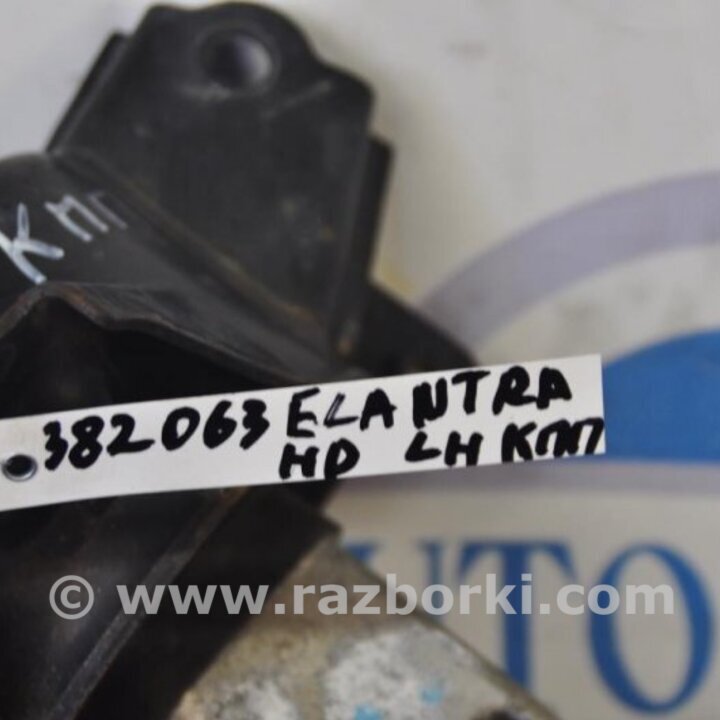 КПП
382063 ELANTRA
HD LH КПП
UTO
© www.razborki.com